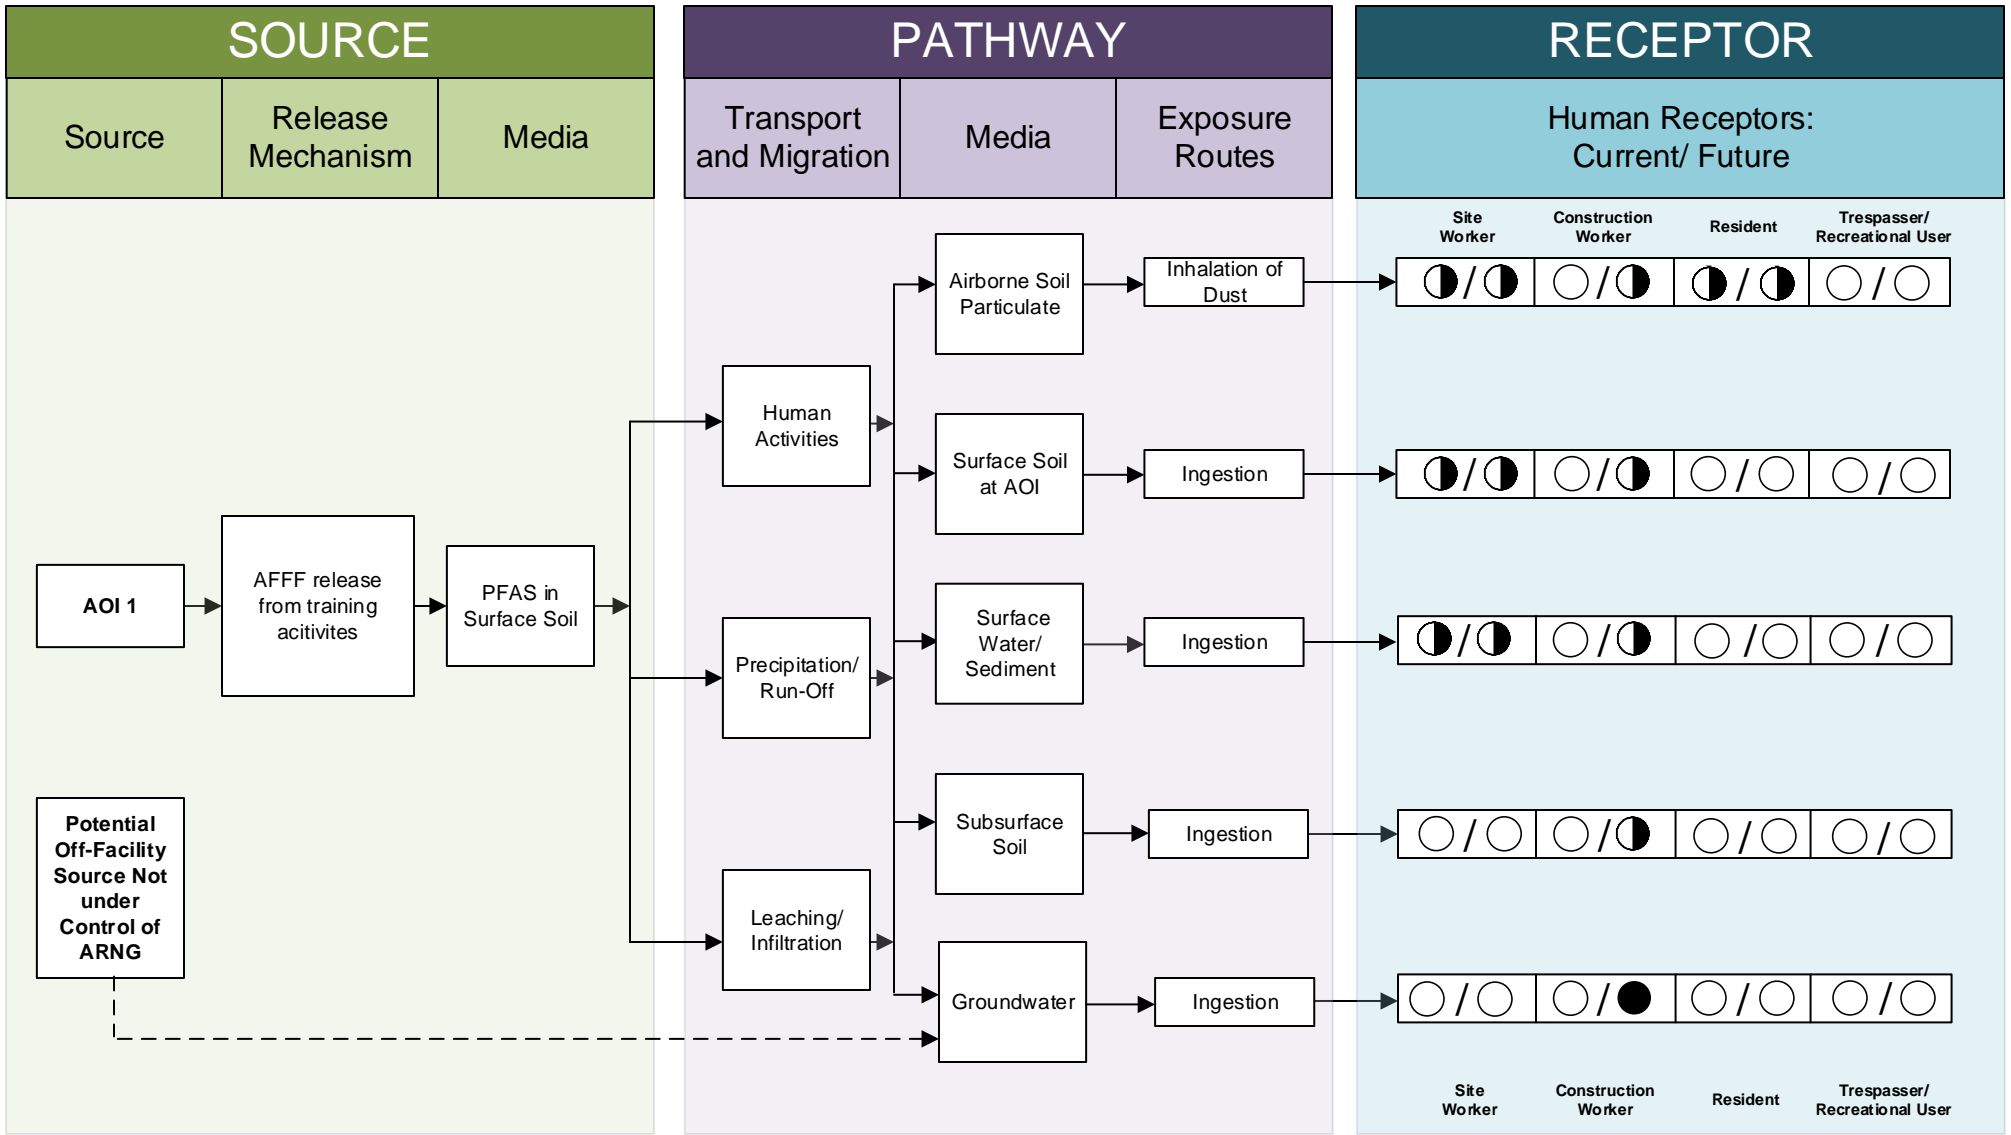 SOURCE
PATHWAY
RECEPTOR
Source
Release
Mechanism
Media
Transport
and Migration
Media
Exposure
Routes
Human Receptors:
Current/ Future
Site
Worker
Construction
Worker
Resident
Trespasser/
Recreational User
Airborne Soil
Particulate
Inhalation of
Dust
/
/
/
/
Human
Activities
Surface Soil
at AOI
Ingestion
/
/
/
/
AOI 1
AFFF release
from training
acitivites
PFAS in
Surface Soil
Precipitation/
Run-Off
Surface
Water/
Sediment
Ingestion
/
/
/
/
Potential
Off-Facility
Source Not
under
Control of
ARNG
Subsurface
Soil
Ingestion
/
/
/
/
Leaching/
Infiltration
Groundwater
Ingestion
/
/
/
/
Site
Worker
Construction
Worker
Resident
Trespasser/
Recreational User